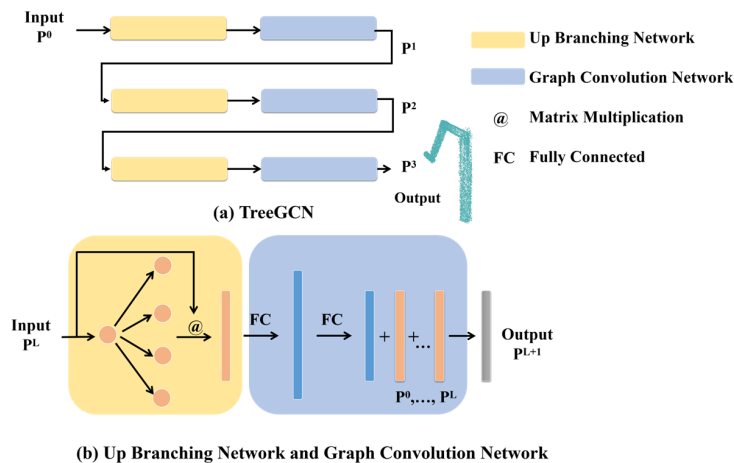 Input
P⁰
P¹
Up Branching Network
Graph Convolution Network
P²
@ Matrix Multiplication
FC Fully Connected
P³
Output
(a) TreeGCN
Input
Pᴸ
@
FC
FC
+
+...
P⁰,…, Pᴸ
Output
Pᴸ⁺¹
(b) Up Branching Network and Graph Convolution Network